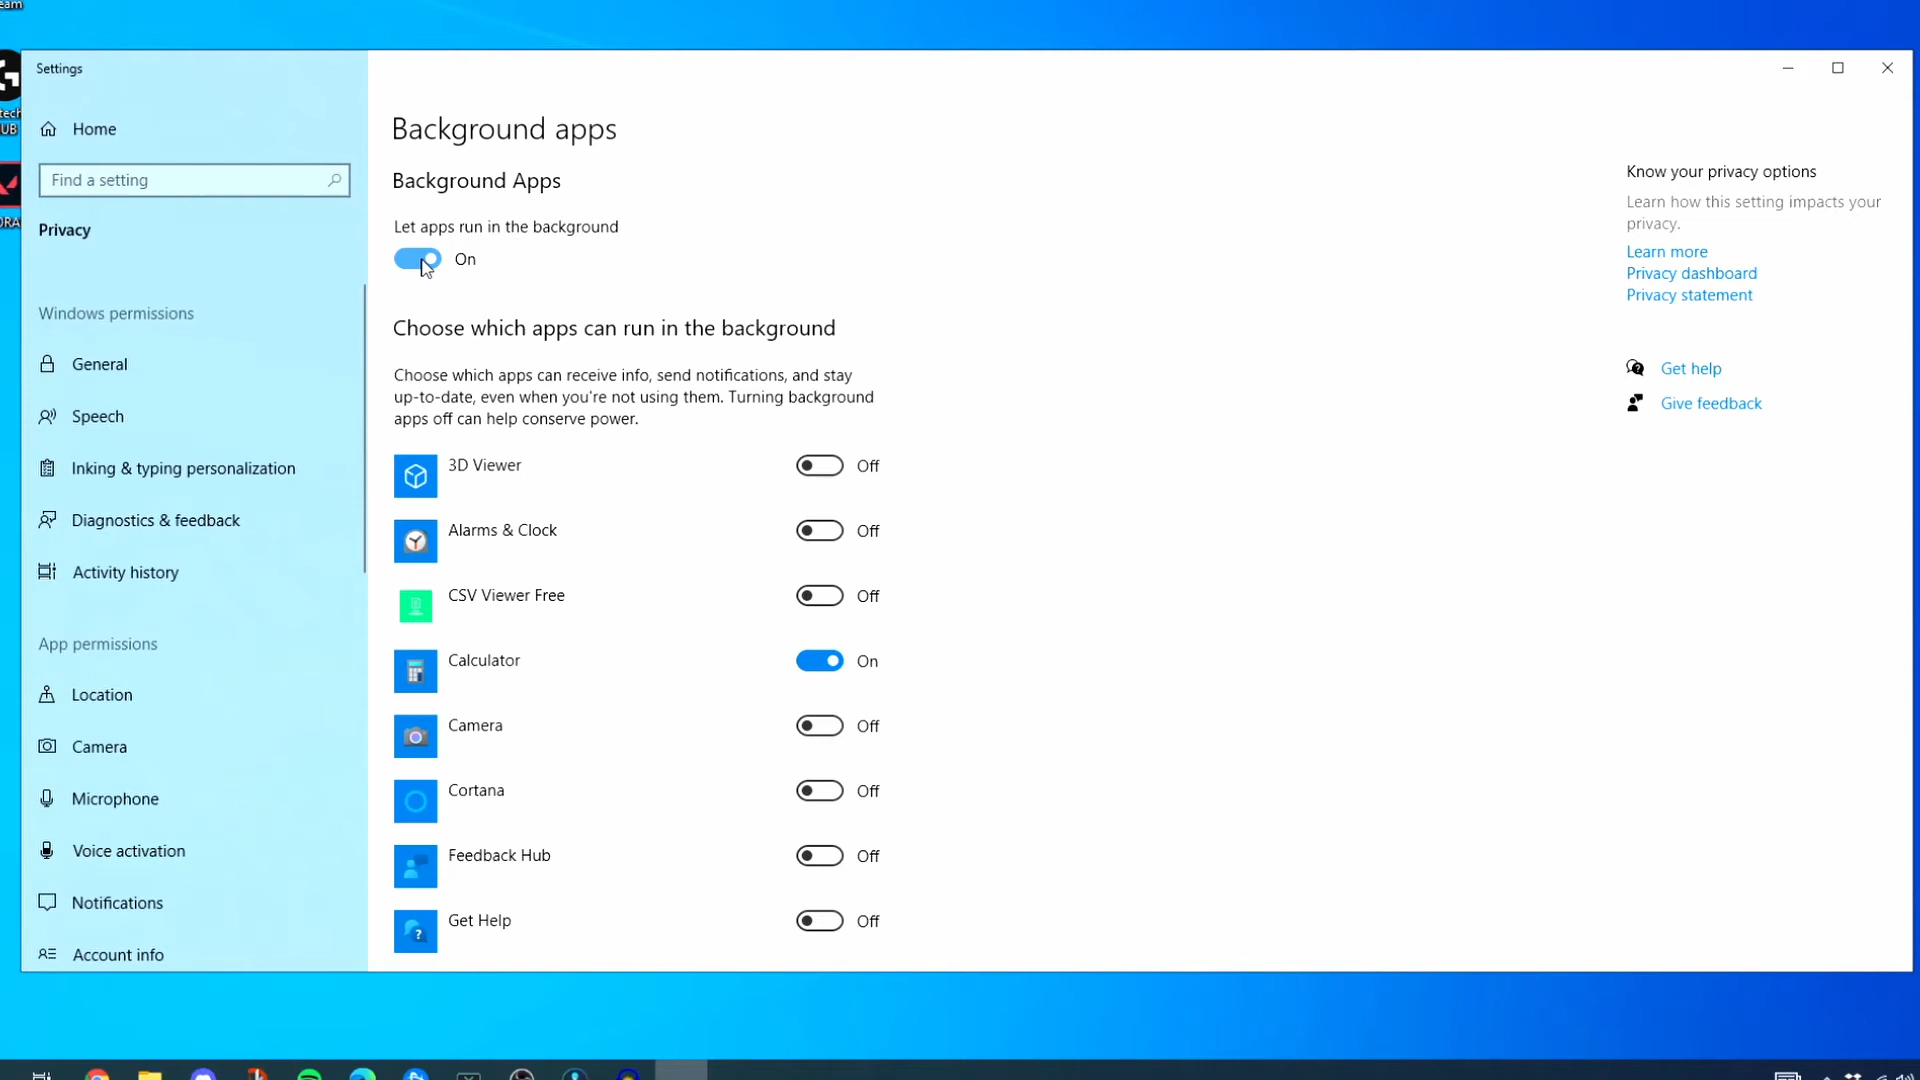 Settings
Home
Find a setting
Privacy
Windows permissions
General
Speech
Inking & typing personalization
Diagnostics & feedback
Activity history
App permissions
Location
Camera
Microphone
Voice activation
Notifications
Account info
Background apps
Background Apps
Let apps run in the background
On
Choose which apps can run in the background
Choose which apps can receive info, send notifications, and stay
up-to-date, even when you're not using them. Turning background
apps off can help conserve power.
3D Viewer Off
Alarms & Clock Off
CSV Viewer Free Off
Calculator On
Camera Off
Cortana Off
Feedback Hub Off
Get Help Off
Know your privacy options
Learn how this setting impacts your
privacy.
Learn more
Privacy dashboard
Privacy statement
Get help
Give feedback